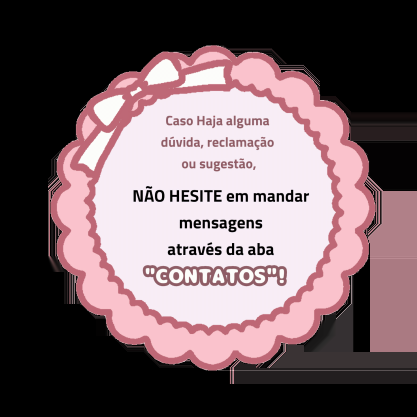 Caso Haja alguma
dúvida, reclamação
ou sugestão,
NÃO HESITE em mandar
mensagens
através da aba
"CONTATOS"!